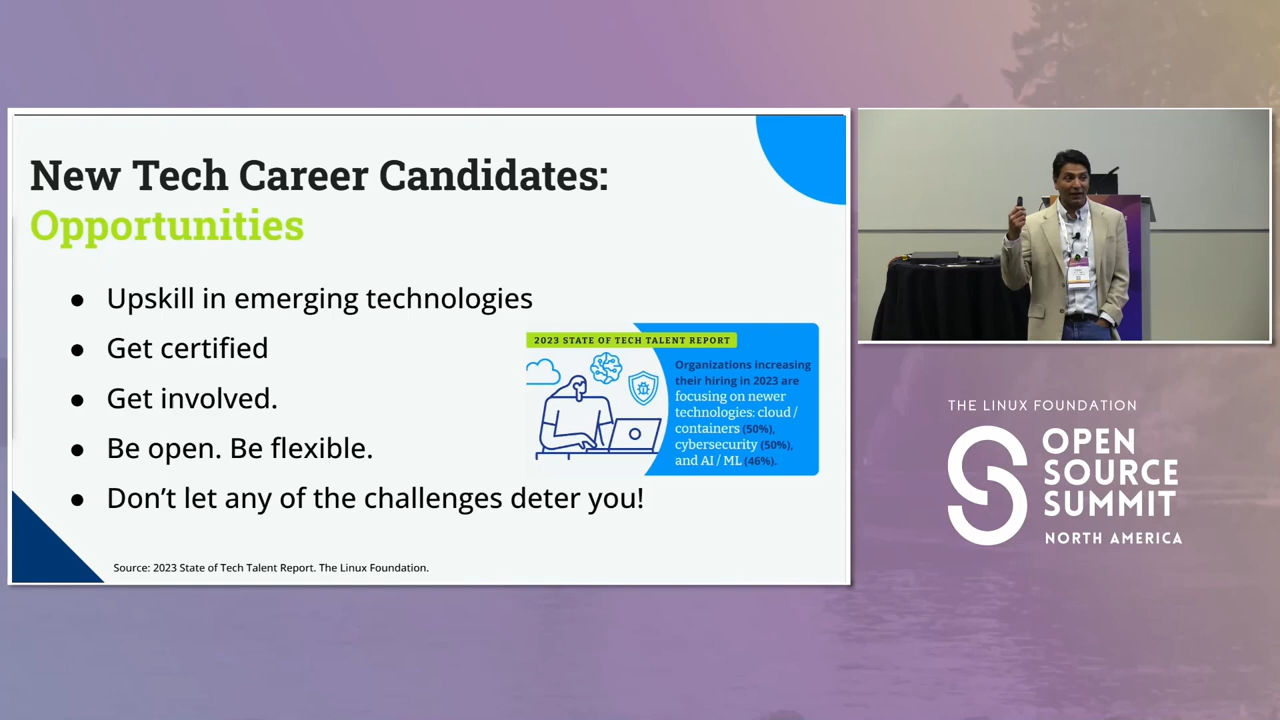 New Tech Career Candidates:
Opportunities
● Upskill in emerging technologies
● Get certified
● Get involved.
● Be open. Be flexible.
● Don’t let any of the challenges deter you!
2023 STATE OF TECH TALENT REPORT
Organizations increasing
their hiring in 2023 are
focusing on newer
technologies: cloud /
containers (50%),
cybersecurity (50%),
and AI / ML (46%).
Source: 2023 State of Tech Talent Report. The Linux Foundation.
THE LINUX FOUNDATION
OPEN
SOURCE
SUMMIT
NORTH AMERICA